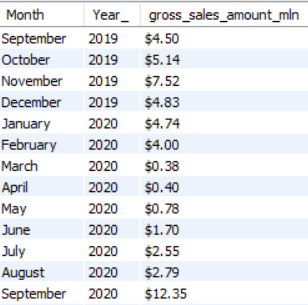 Month Year_ gross_sales_amount_mln
September 2019 $4.50
October 2019 $5.14
November 2019 $7.52
December 2019 $4.83
January 2020 $4.74
February 2020 $4.00
March 2020 $0.38
April 2020 $0.40
May 2020 $0.78
June 2020 $1.70
July 2020 $2.55
August 2020 $2.79
September 2020 $12.35